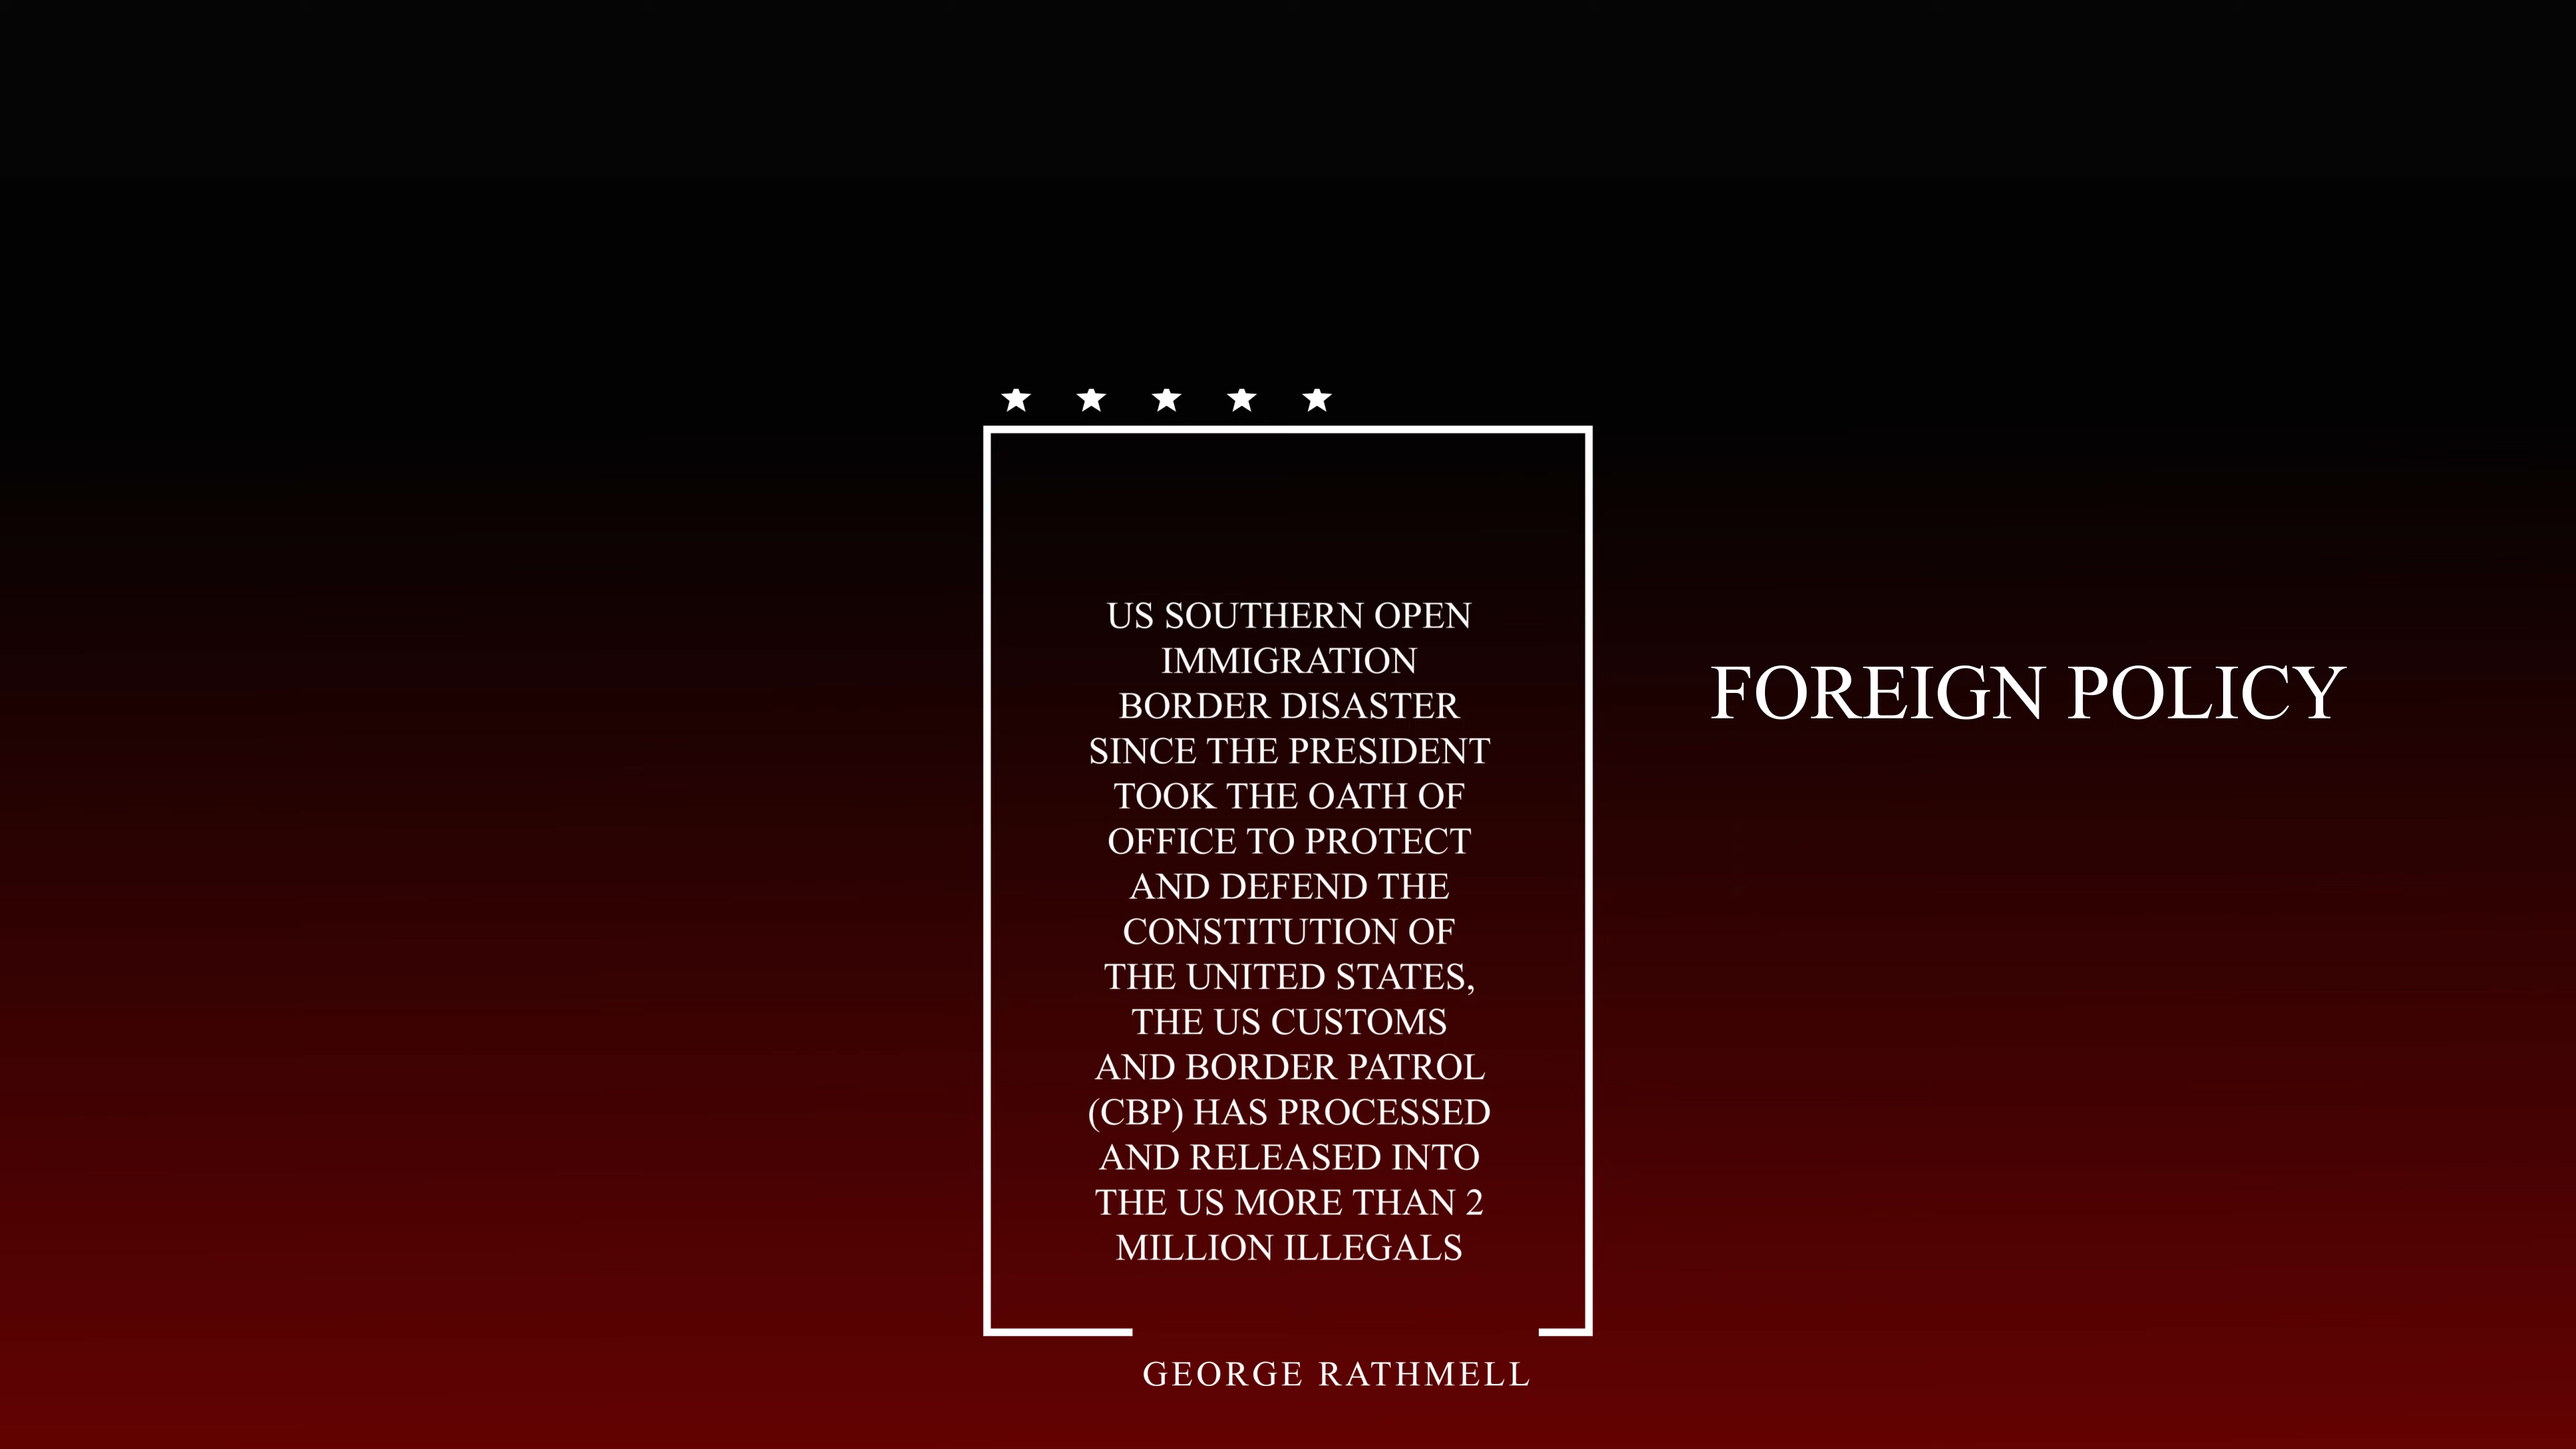 US SOUTHERN OPEN
IMMIGRATION
BORDER DISASTER
SINCE THE PRESIDENT
TOOK THE OATH OF
OFFICE TO PROTECT
AND DEFEND THE
CONSTITUTION OF
THE UNITED STATES,
THE US CUSTOMS
AND BORDER PATROL
(CBP) HAS PROCESSED
AND RELEASED INTO
THE US MORE THAN 2
MILLION ILLEGALS
GEORGE RATHMELL
FOREIGN POLICY